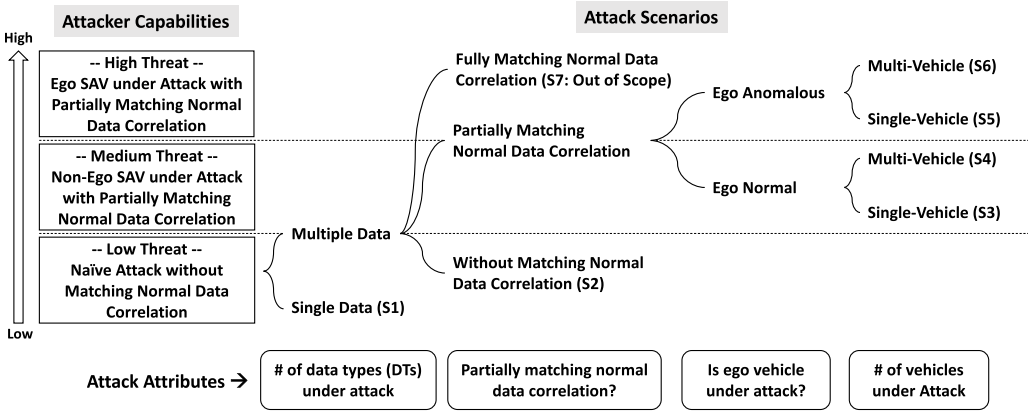 Attacker Capabilities
Attack Scenarios
High
-- High Threat --
Ego SAV under Attack with
Partially Matching Normal
Data Correlation
-- Medium Threat --
Non-Ego SAV under Attack
with Partially Matching
Normal Data Correlation
-- Low Threat --
Naïve Attack without
Matching Normal Data
Correlation
Low
Multiple Data
Single Data (S1)
Fully Matching Normal Data
Correlation (S7: Out of Scope)
Partially Matching
Normal Data Correlation
Without Matching Normal
Data Correlation (S2)
Ego Anomalous
Ego Normal
Multi-Vehicle (S6)
Single-Vehicle (S5)
Multi-Vehicle (S4)
Single-Vehicle (S3)
Attack Attributes →
# of data types (DTs)
under attack
Partially matching normal
data correlation?
Is ego vehicle
under attack?
# of vehicles
under Attack